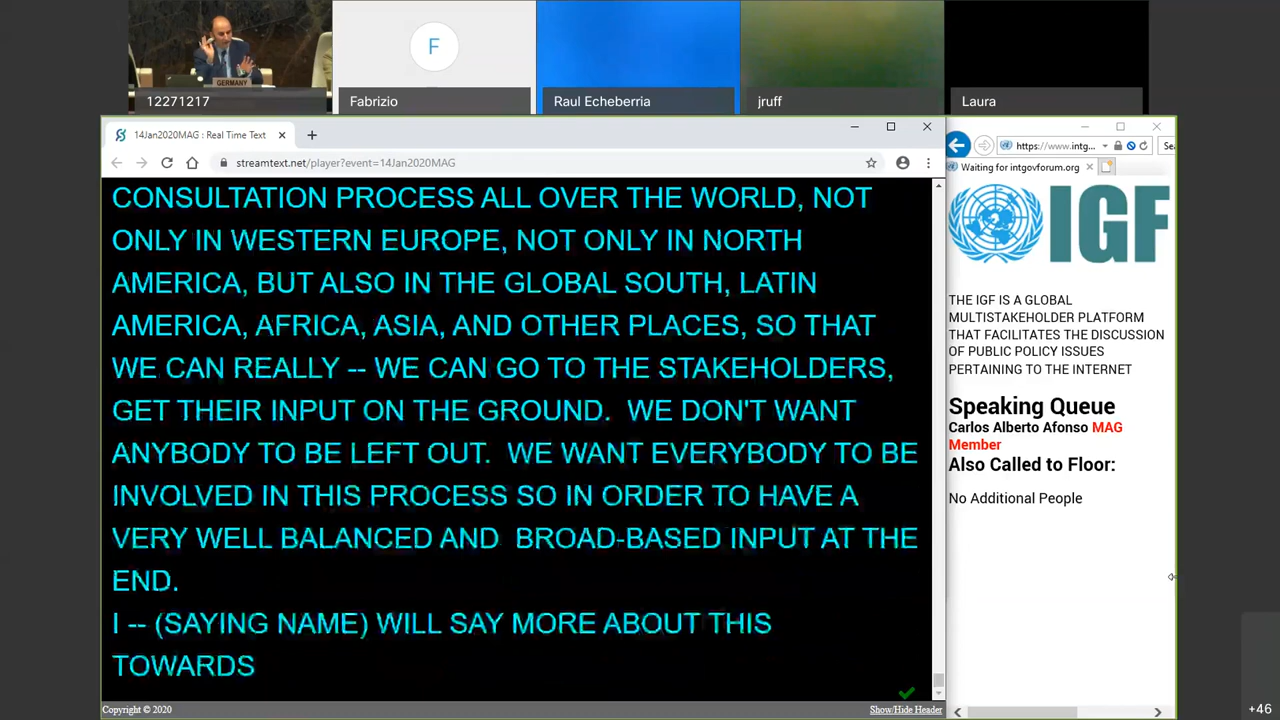 GERMANY
F
12271217
Fabrizio
Raul Echeberria
jruff
Laura
14Jan2020MAG : Real Time Text
streamtext.net/player?event=14Jan2020MAG
CONSULTATION PROCESS ALL OVER THE WORLD, NOT
ONLY IN WESTERN EUROPE, NOT ONLY IN NORTH
AMERICA, BUT ALSO IN THE GLOBAL SOUTH, LATIN
AMERICA, AFRICA, ASIA, AND OTHER PLACES, SO THAT
WE CAN REALLY -- WE CAN GO TO THE STAKEHOLDERS,
GET THEIR INPUT ON THE GROUND.  WE DON'T WANT
ANYBODY TO BE LEFT OUT.  WE WANT EVERYBODY TO BE
INVOLVED IN THIS PROCESS SO IN ORDER TO HAVE A
VERY WELL BALANCED AND  BROAD-BASED INPUT AT THE
END.
I -- (SAYING NAME) WILL SAY MORE ABOUT THIS
TOWARDS
Copyright © 2020
Show/Hide Header
https://www.intg...
Sea
Waiting for intgovforum.org
IGF
THE IGF IS A GLOBAL
MULTISTAKEHOLDER PLATFORM
THAT FACILITATES THE DISCUSSION
OF PUBLIC POLICY ISSUES
PERTAINING TO THE INTERNET
Speaking Queue
Carlos Alberto Afonso MAG
Member
Also Called to Floor:
No Additional People
+46